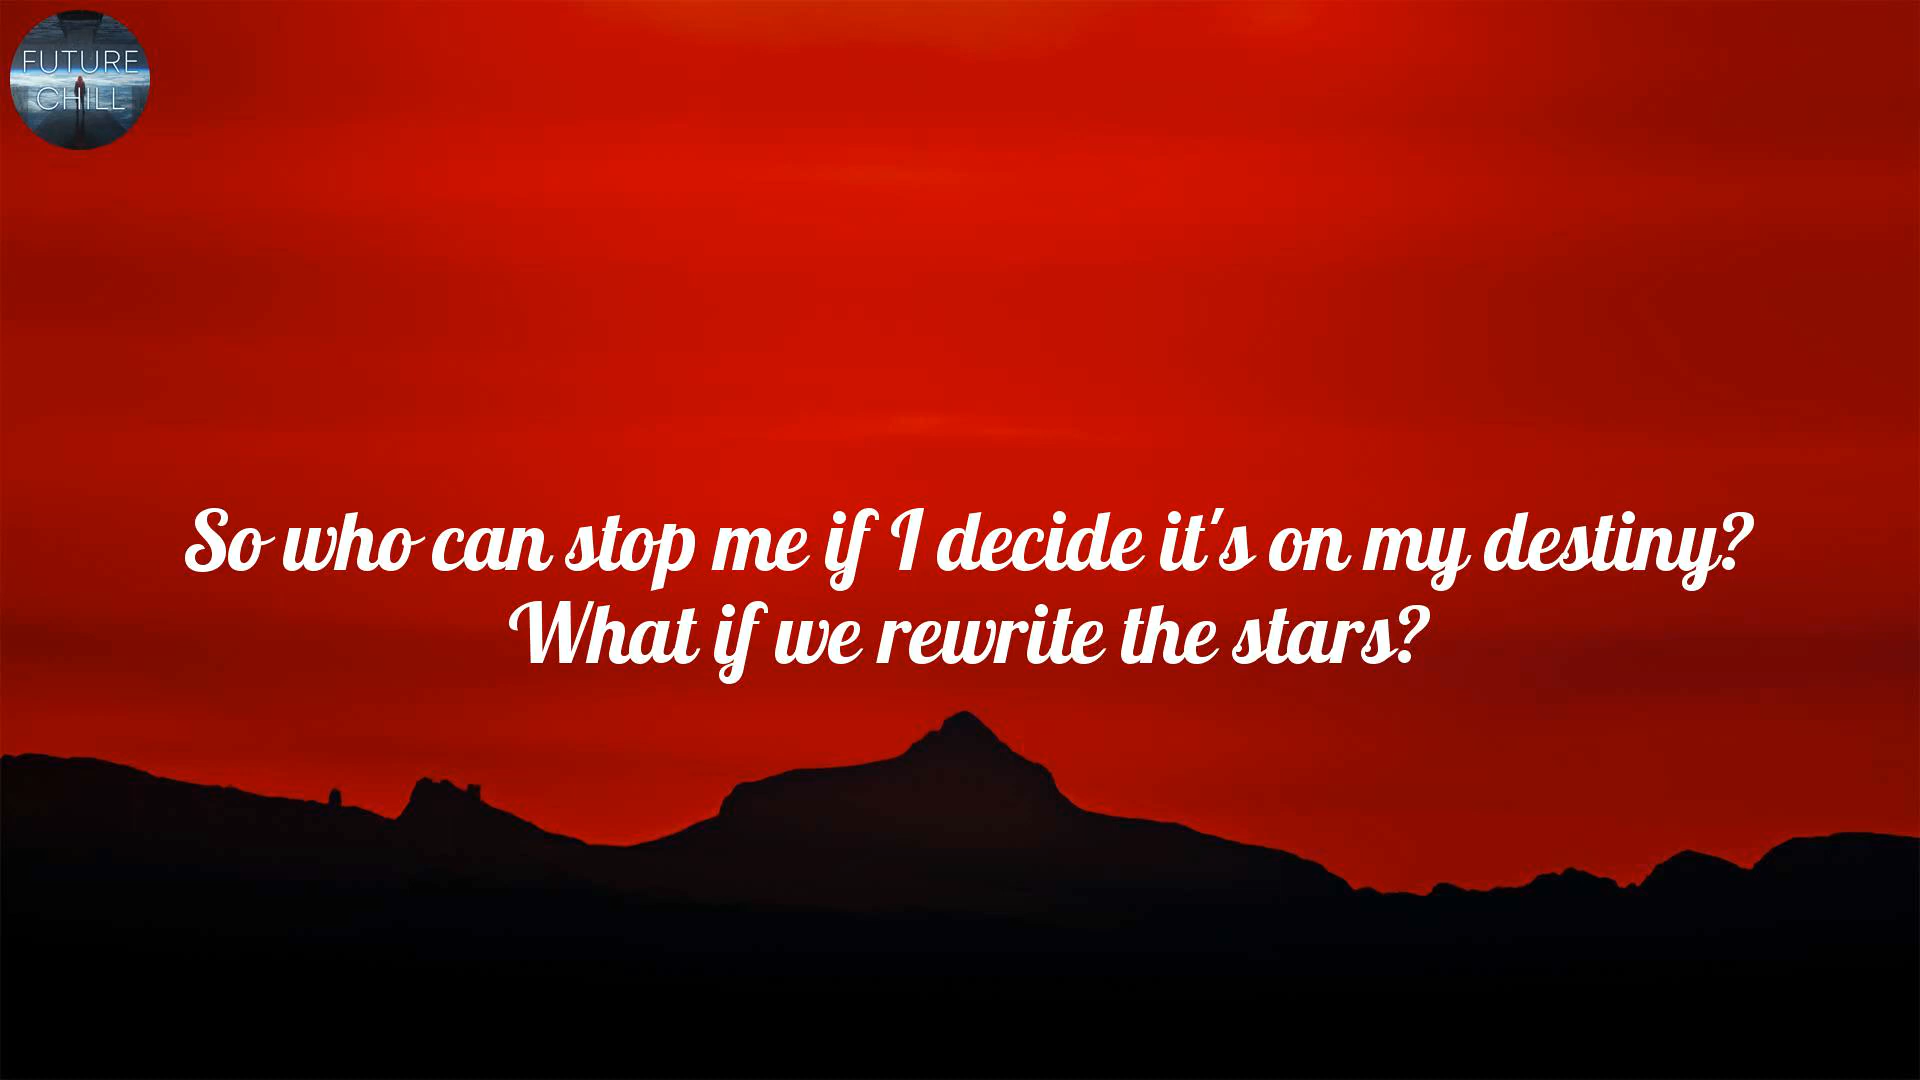 FUTURE
CHILL
So who can stop me if I decide it's on my destiny?
What if we rewrite the stars?